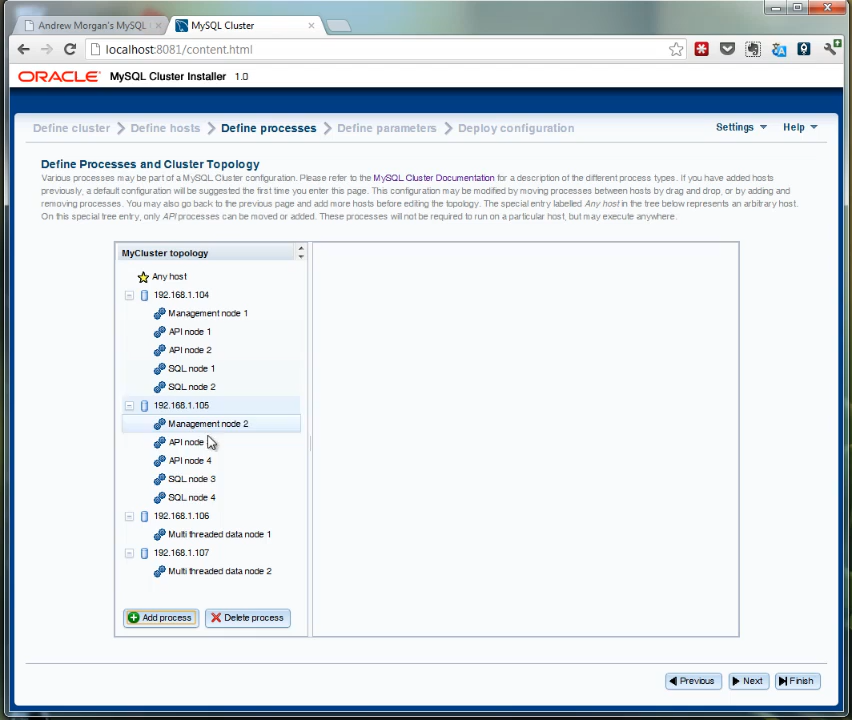 Andrew Morgan's MySQL
MySQL Cluster
localhost:8081/content.html
ORACLE MySQL Cluster Installer 1.0
Define cluster Define hosts Define processes Define parameters Deploy configuration Settings Help
Define Processes and Cluster Topology
Various processes may be part of a MySQL Cluster configuration. Please refer to the MySQL Cluster Documentation for a description of the different process types. If you have added hosts
previously, a default configuration will be suggested the first time you enter this page. This configuration may be modified by moving processes between hosts by drag and drop, or by adding and
removing processes. You may also go back to the previous page and add more hosts before editing the topology. The special entry labelled Any host in the tree below represents an arbitrary host.
On this special tree entry, only API processes can be moved or added. These processes will not be required to run on a particular host, but may execute anywhere.
MyCluster topology
Any host
192.168.1.104
Management node 1
API node 1
API node 2
SQL node 1
SQL node 2
192.168.1.105
Management node 2
API node
API node 4
SQL node 3
SQL node 4
192.168.1.106
Multi threaded data node 1
192.168.1.107
Multi threaded data node 2
Add process Delete process
Previous Next Finish